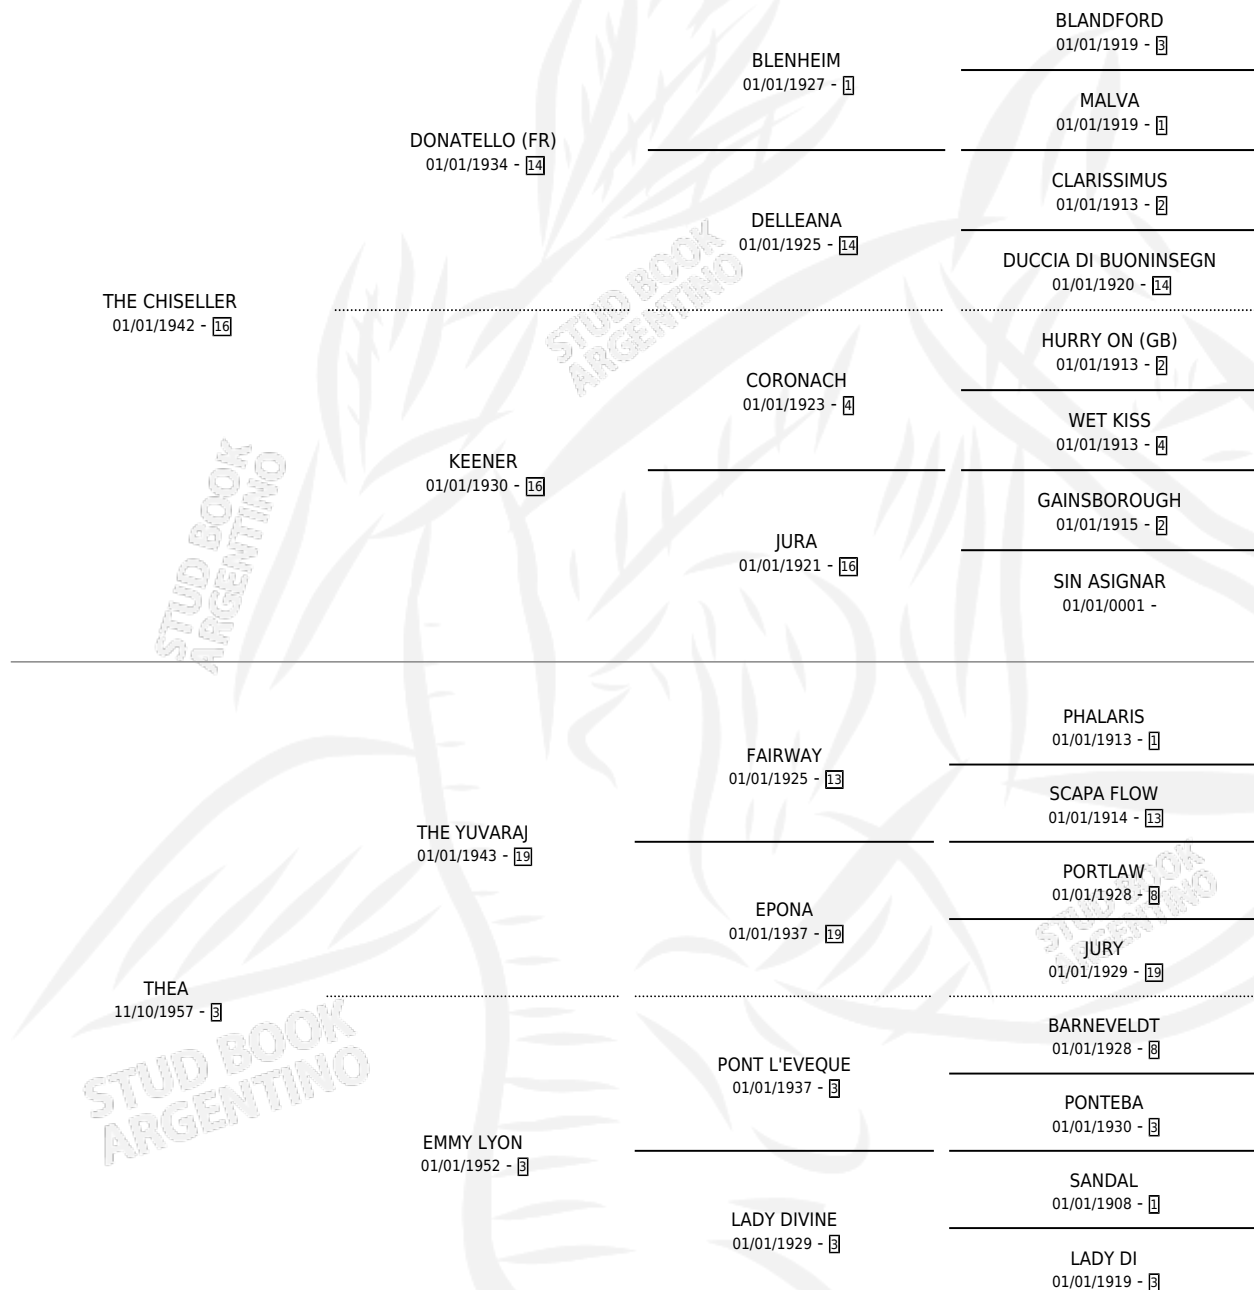 BLANDFORD
01/01/1919 - 3
BLENHEIM
01/01/1927 - 1
MALVA
01/01/1919 - 1
DONATELLO (FR)
01/01/1934 - 14
CLARISSIMUS
01/01/1913 - 2
DELLEANA
01/01/1925 - 14
DUCCIA DI BUONINSEGN
01/01/1920 - 14
THE CHISELLER
01/01/1942 - 16
HURRY ON (GB)
01/01/1913 - 2
CORONACH
01/01/1923 - 4
WET KISS
01/01/1913 - 4
KEENER
01/01/1930 - 16
GAINSBOROUGH
01/01/1915 - 2
JURA
01/01/1921 - 16
SIN ASIGNAR
01/01/0001 -
PHALARIS
01/01/1913 - 1
FAIRWAY
01/01/1925 - 13
SCAPA FLOW
01/01/1914 - 13
THE YUVARAJ
01/01/1943 - 19
PORTLAW
01/01/1928 - 8
EPONA
01/01/1937 - 19
JURY
01/01/1929 - 19
THEA
11/10/1957 - 3
BARNEVELDT
01/01/1928 - 8
PONT L'EVEQUE
01/01/1937 - 3
PONTEBA
01/01/1930 - 3
EMMY LYON
01/01/1952 - 3
SANDAL
01/01/1908 - 1
LADY DIVINE
01/01/1929 - 3
LADY DI
01/01/1919 - 3
STUD BOOK
ARGENTINO
STUD BOOK
ARGENTINO
STUD BOOK
ARGENTINO
STUD BOOK
ARGENTINO